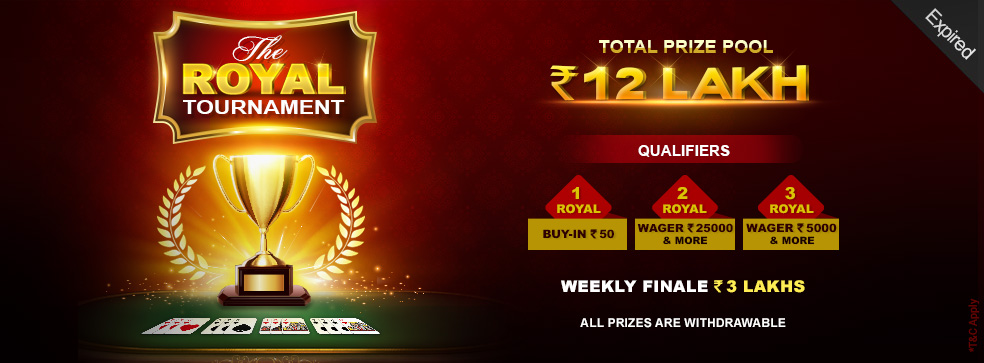 The
ROYAL
TOURNAMENT
Expired
TOTAL PRIZE POOL
₹12 LAKH
QUALIFIERS
1
ROYAL
BUY-IN ₹50
2
ROYAL
WAGER ₹25000
& MORE
3
ROYAL
WAGER ₹5000
& MORE
WEEKLY FINALE ₹3 LAKHS
ALL PRIZES ARE WITHDRAWABLE
*T&C Apply